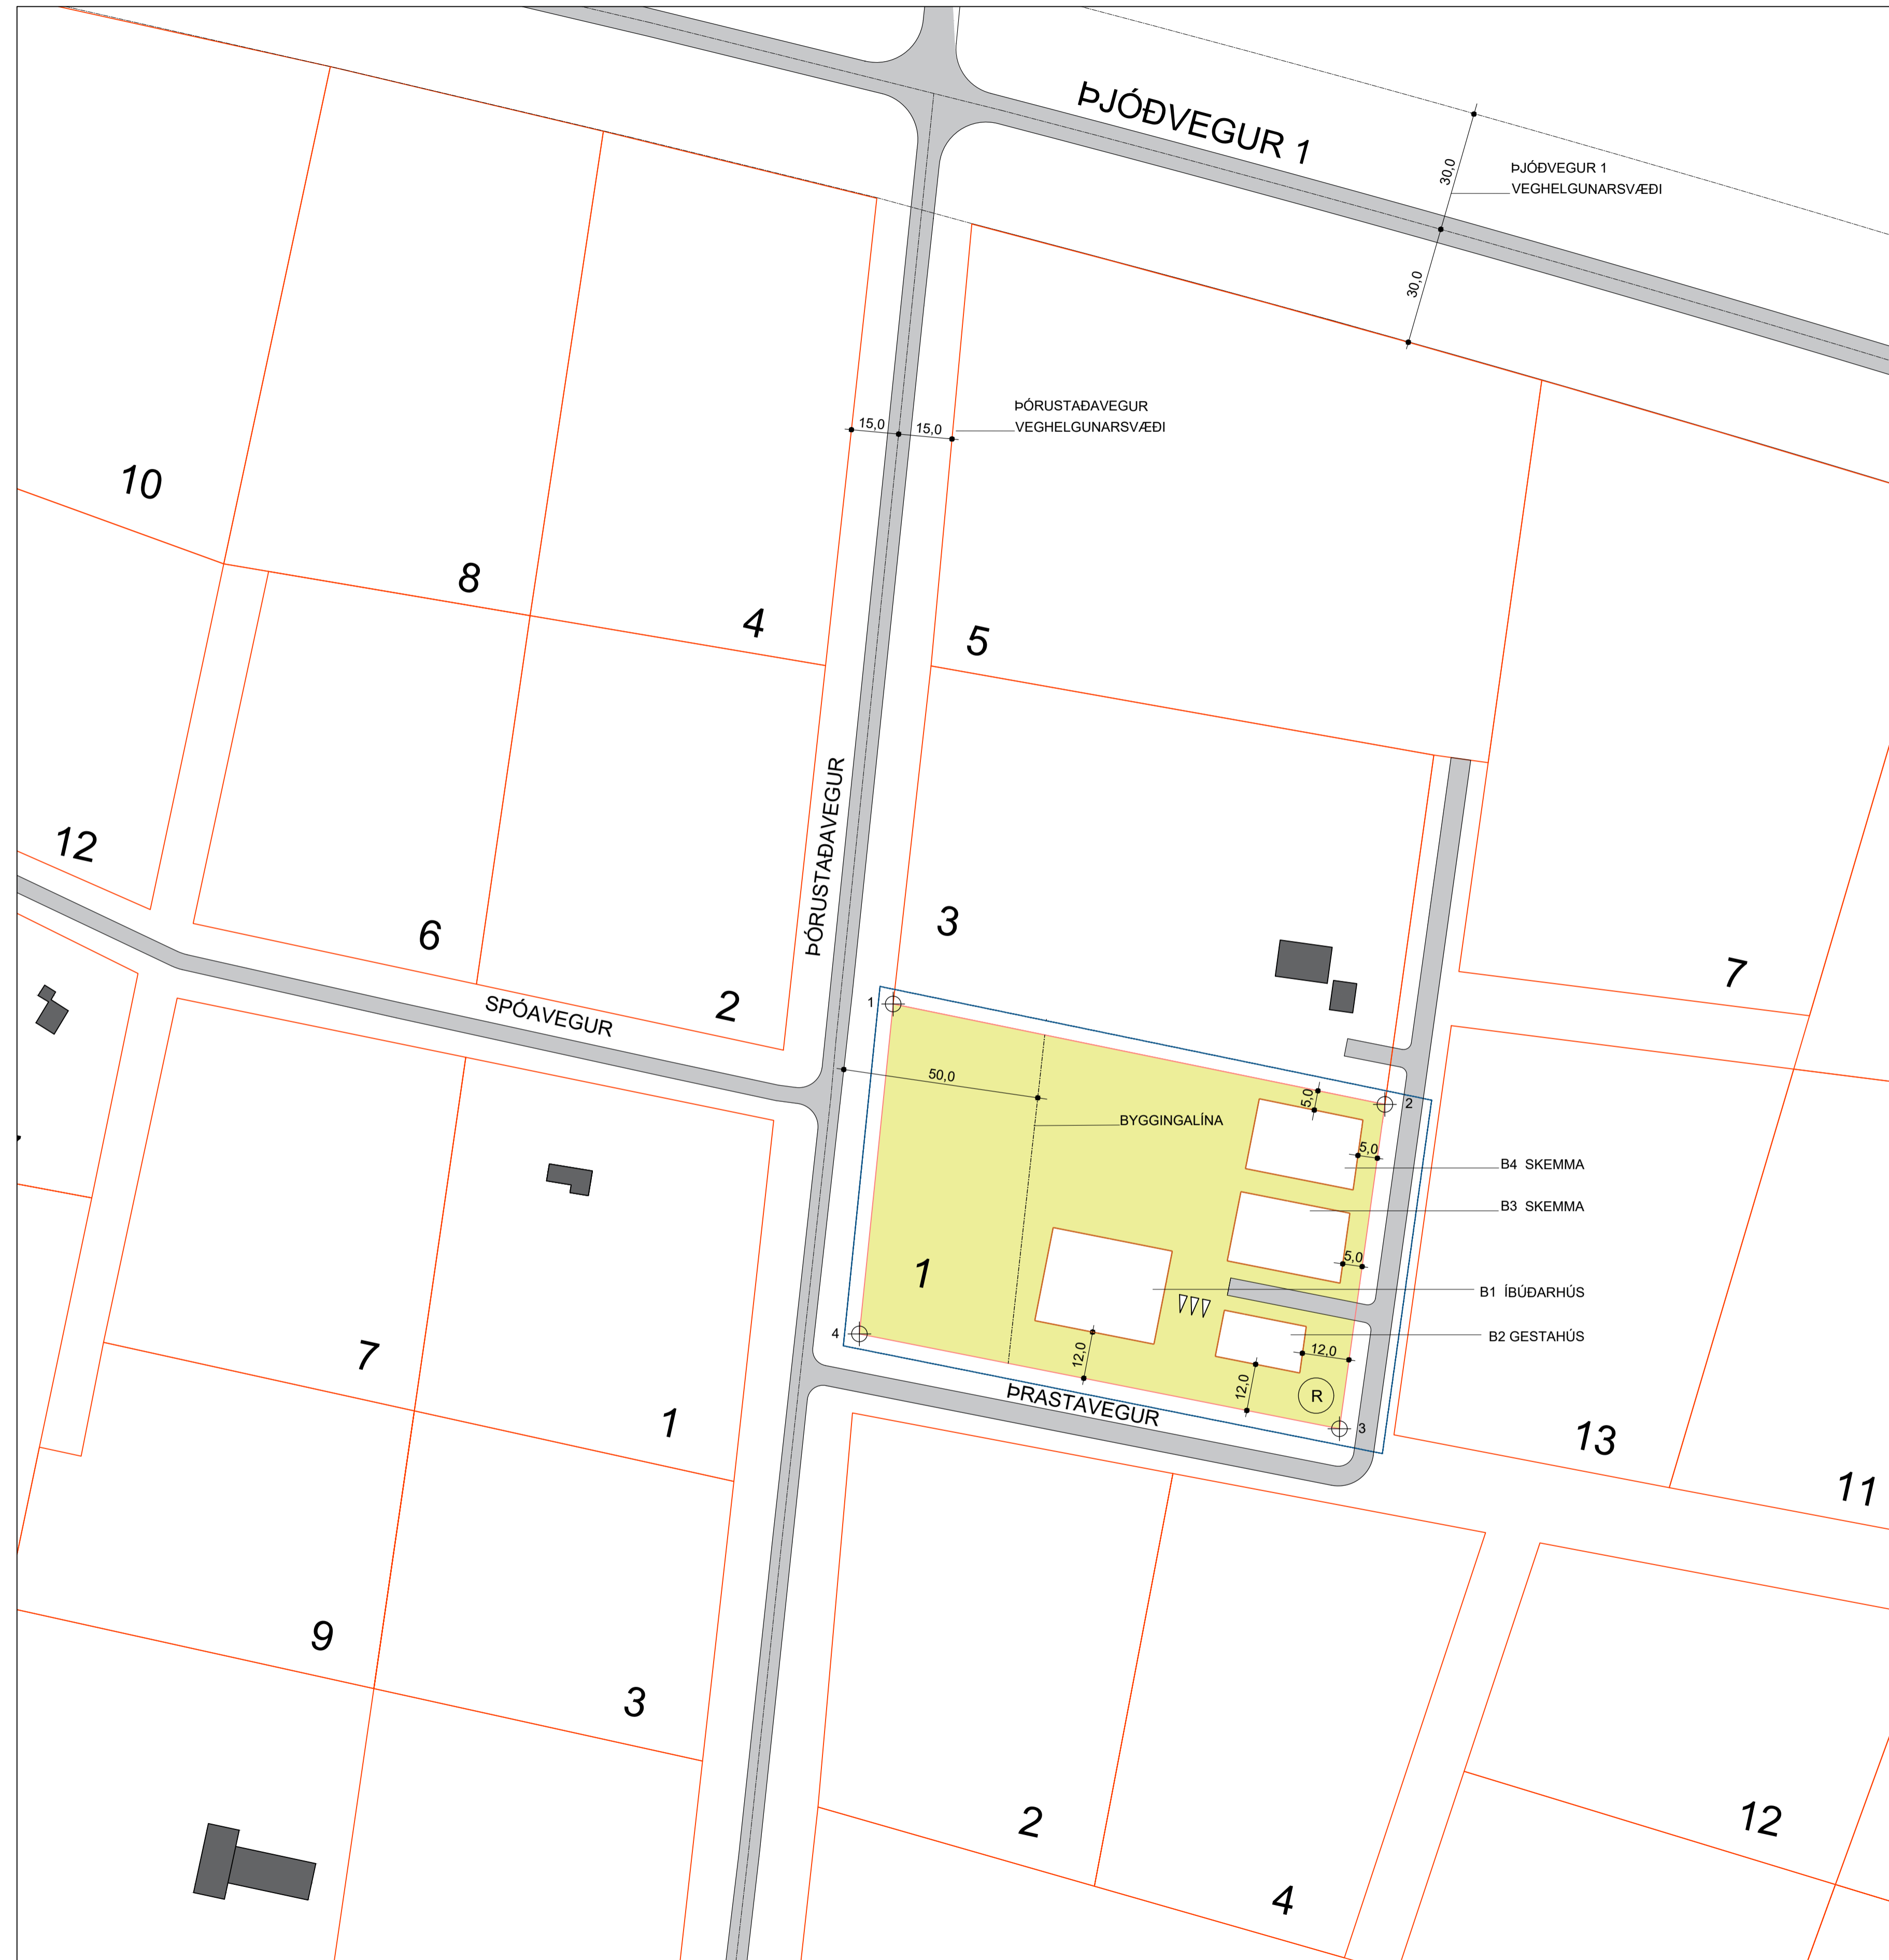 ÞJÓÐVEGUR 1
30,0
ÞJÓÐVEGUR 1
VEGHELGUNARSVÆÐI
30,0
ÞÓRUSTAÐAVEGUR
VEGHELGUNARSVÆÐI
15,0
15,0
10
8
4
5
12
6
2
3
7
ÞÓRUSTAÐAVEGUR
SPÓAVEGUR
1
2
50,0
5,0
BYGGINGALÍNA
5,0
B4 SKEMMA
B3 SKEMMA
5,0
1
B1 ÍBÚÐARHÚS
B2 GESTAHÚS
4
12,0
12,0
12,0
R
3
ÞRASTAVEGUR
7
1
13
11
9
3
2
4
12